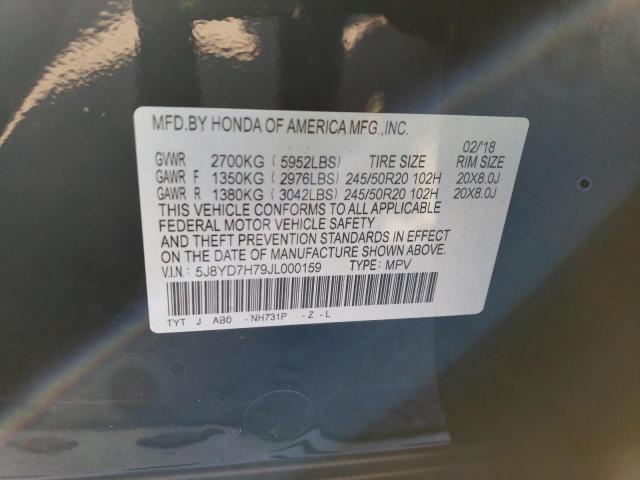 MFD.BY HONDA OF AMERICA MFG.,INC.
02/'18
GVWR 2700KG (5952LBS) TIRE SIZE RIM SIZE
GAWR F 1350KG (2976LBS) 245/50R20 102H 20X8.0J
GAWR R 1380KG (3042LBS) 245/50R20 102H 20X8.0J
THIS VEHICLE CONFORMS TO ALL APPLICABLE
FEDERAL MOTOR VEHICLE SAFETY
AND THEFT PREVENTION STANDARDS IN EFFECT
ON THE DATE OF MANUFACTURE SHOWN ABOVE.
V.I.N.: 5J8YD7H79JL000159 TYPE: MPV
TYT J AB0 -NH731P -Z -L